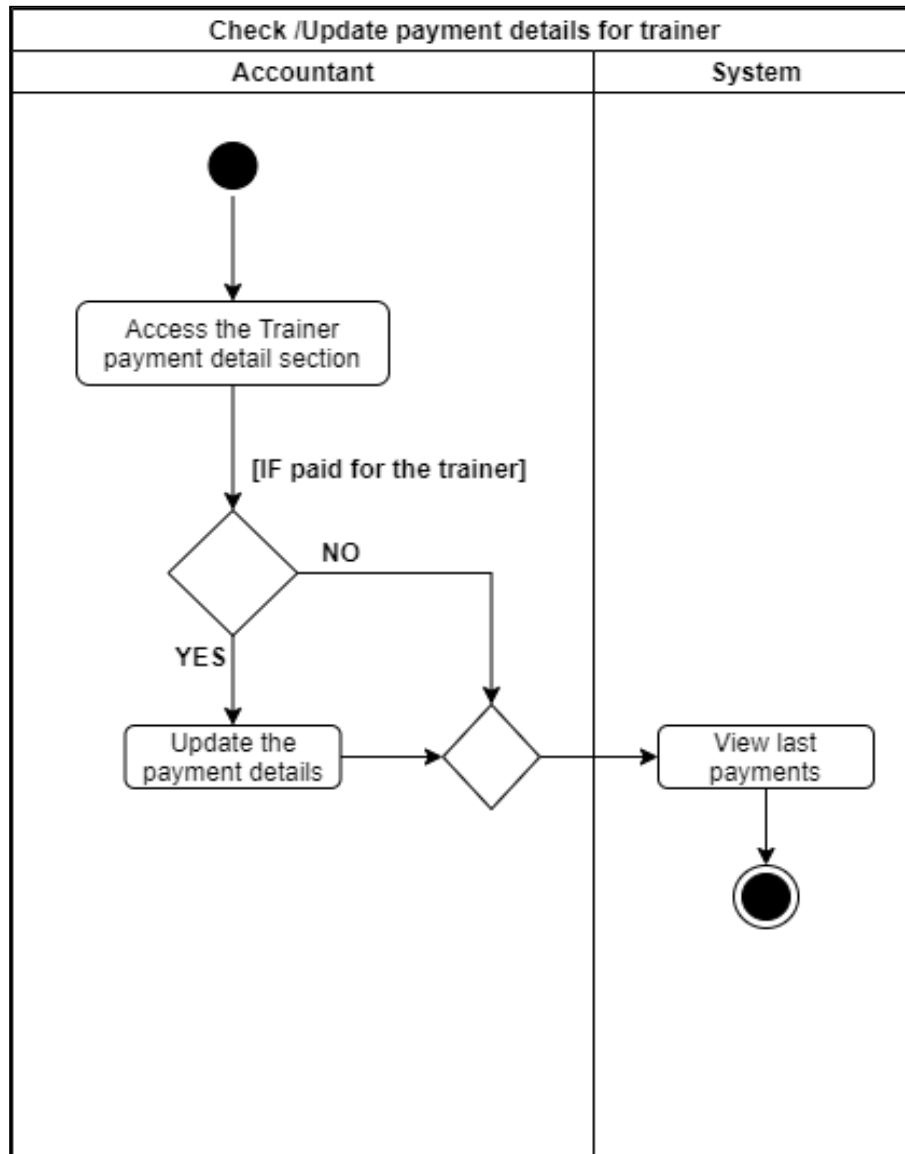 Check /Update payment details for trainer
Accountant
System
Access the Trainer
payment detail section
[IF paid for the trainer]
NO
YES
Update the
payment details
View last
payments